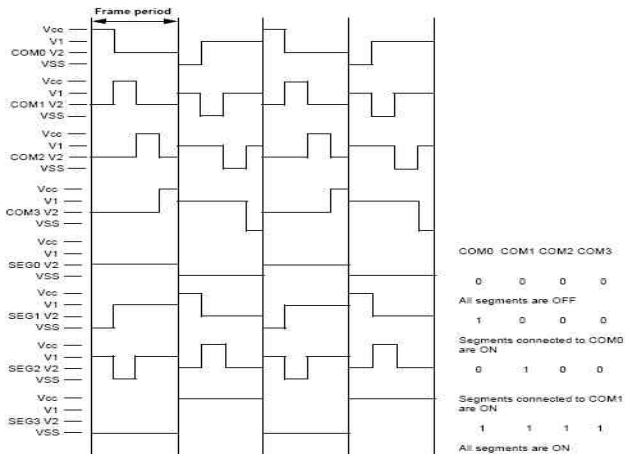 Frame period
Vcc
V1
COM0 V2
VSS
Vcc
V1
COM1 V2
VSS
Vcc
V1
COM2 V2
VSS
Vcc
V1
COM3 V2
VSS
Vcc
V1
SEG0 V2
VSS
Vcc
V1
SEG1 V2
VSS
Vcc
V1
SEG2 V2
VSS
Vcc
V1
SEG3 V2
VSS
COM0 COM1 COM2 COM3
0 0 0 0
All segments are OFF
1 0 0 0
Segments connected to COM0
are ON
0 1 0 0
Segments connected to COM1
are ON
1 1 1 1
All segments are ON